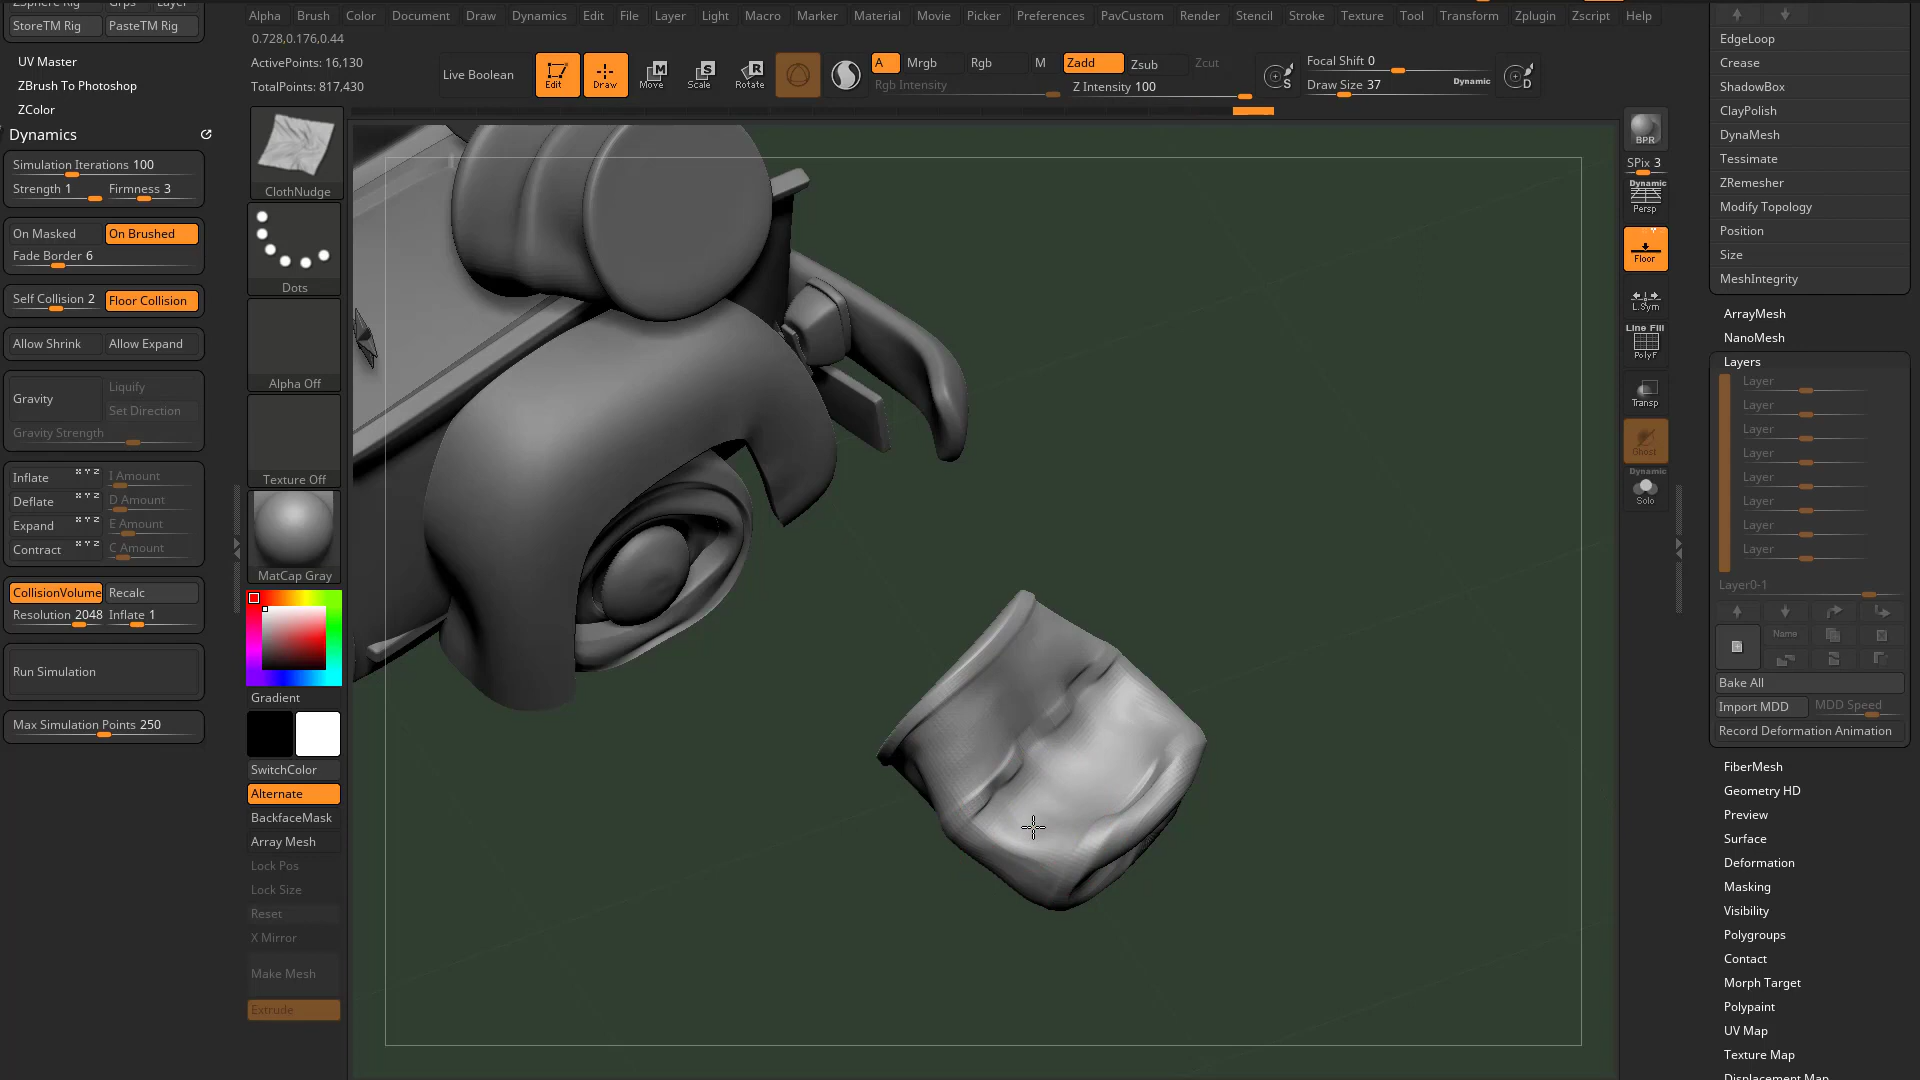 ZSphere Rig Grps Layer
StoreTM Rig PasteTM Rig
UV Master
ZBrush To Photoshop
ZColor
Dynamics
Simulation Iterations 100
Strength 1 Firmness 3
On Masked On Brushed
Fade Border 6
Self Collision 2 Floor Collision
Allow Shrink Allow Expand
Gravity Liquify
Set Direction
Gravity Strength
Inflate X Y Z I Amount
Deflate X Y Z D Amount
Expand X Y Z E Amount
Contract X Y Z C Amount
CollisionVolume Recalc
Resolution 2048 Inflate 1
Run Simulation
Max Simulation Points 250
Alpha Brush Color Document Draw Dynamics Edit File Layer Light Macro Marker Material Movie Picker Preferences PavCustom Render Stencil Stroke Texture Tool Transform Zplugin Zscript Help
0.728,0.176,0.44
ActivePoints: 16,130
TotalPoints: 817,430
Live Boolean
Edit Draw Move Scale Rotate
A Mrgb Rgb M Zadd Zsub Zcut
Rgb Intensity Z Intensity 100
S
Focal Shift 0
Draw Size 37 Dynamic
D
ClothNudge
Dots
Alpha Off
Texture Off
MatCap Gray
Gradient
SwitchColor
Alternate
BackfaceMask
Array Mesh
Lock Pos
Lock Size
Reset
X Mirror
Make Mesh
Extrude
BPR
SPix 3
Dynamic
Persp
Floor
L.Sym
Line Fill
PolyF
Transp
Ghost
Dynamic
Solo
EdgeLoop
Crease
ShadowBox
ClayPolish
DynaMesh
Tessimate
ZRemesher
Modify Topology
Position
Size
MeshIntegrity
ArrayMesh
NanoMesh
Layers
Layer
Layer
Layer
Layer
Layer
Layer
Layer
Layer
Layer0-1
Name
Bake All
Import MDD MDD Speed
Record Deformation Animation
FiberMesh
Geometry HD
Preview
Surface
Deformation
Masking
Visibility
Polygroups
Contact
Morph Target
Polypaint
UV Map
Texture Map
Displacement Map